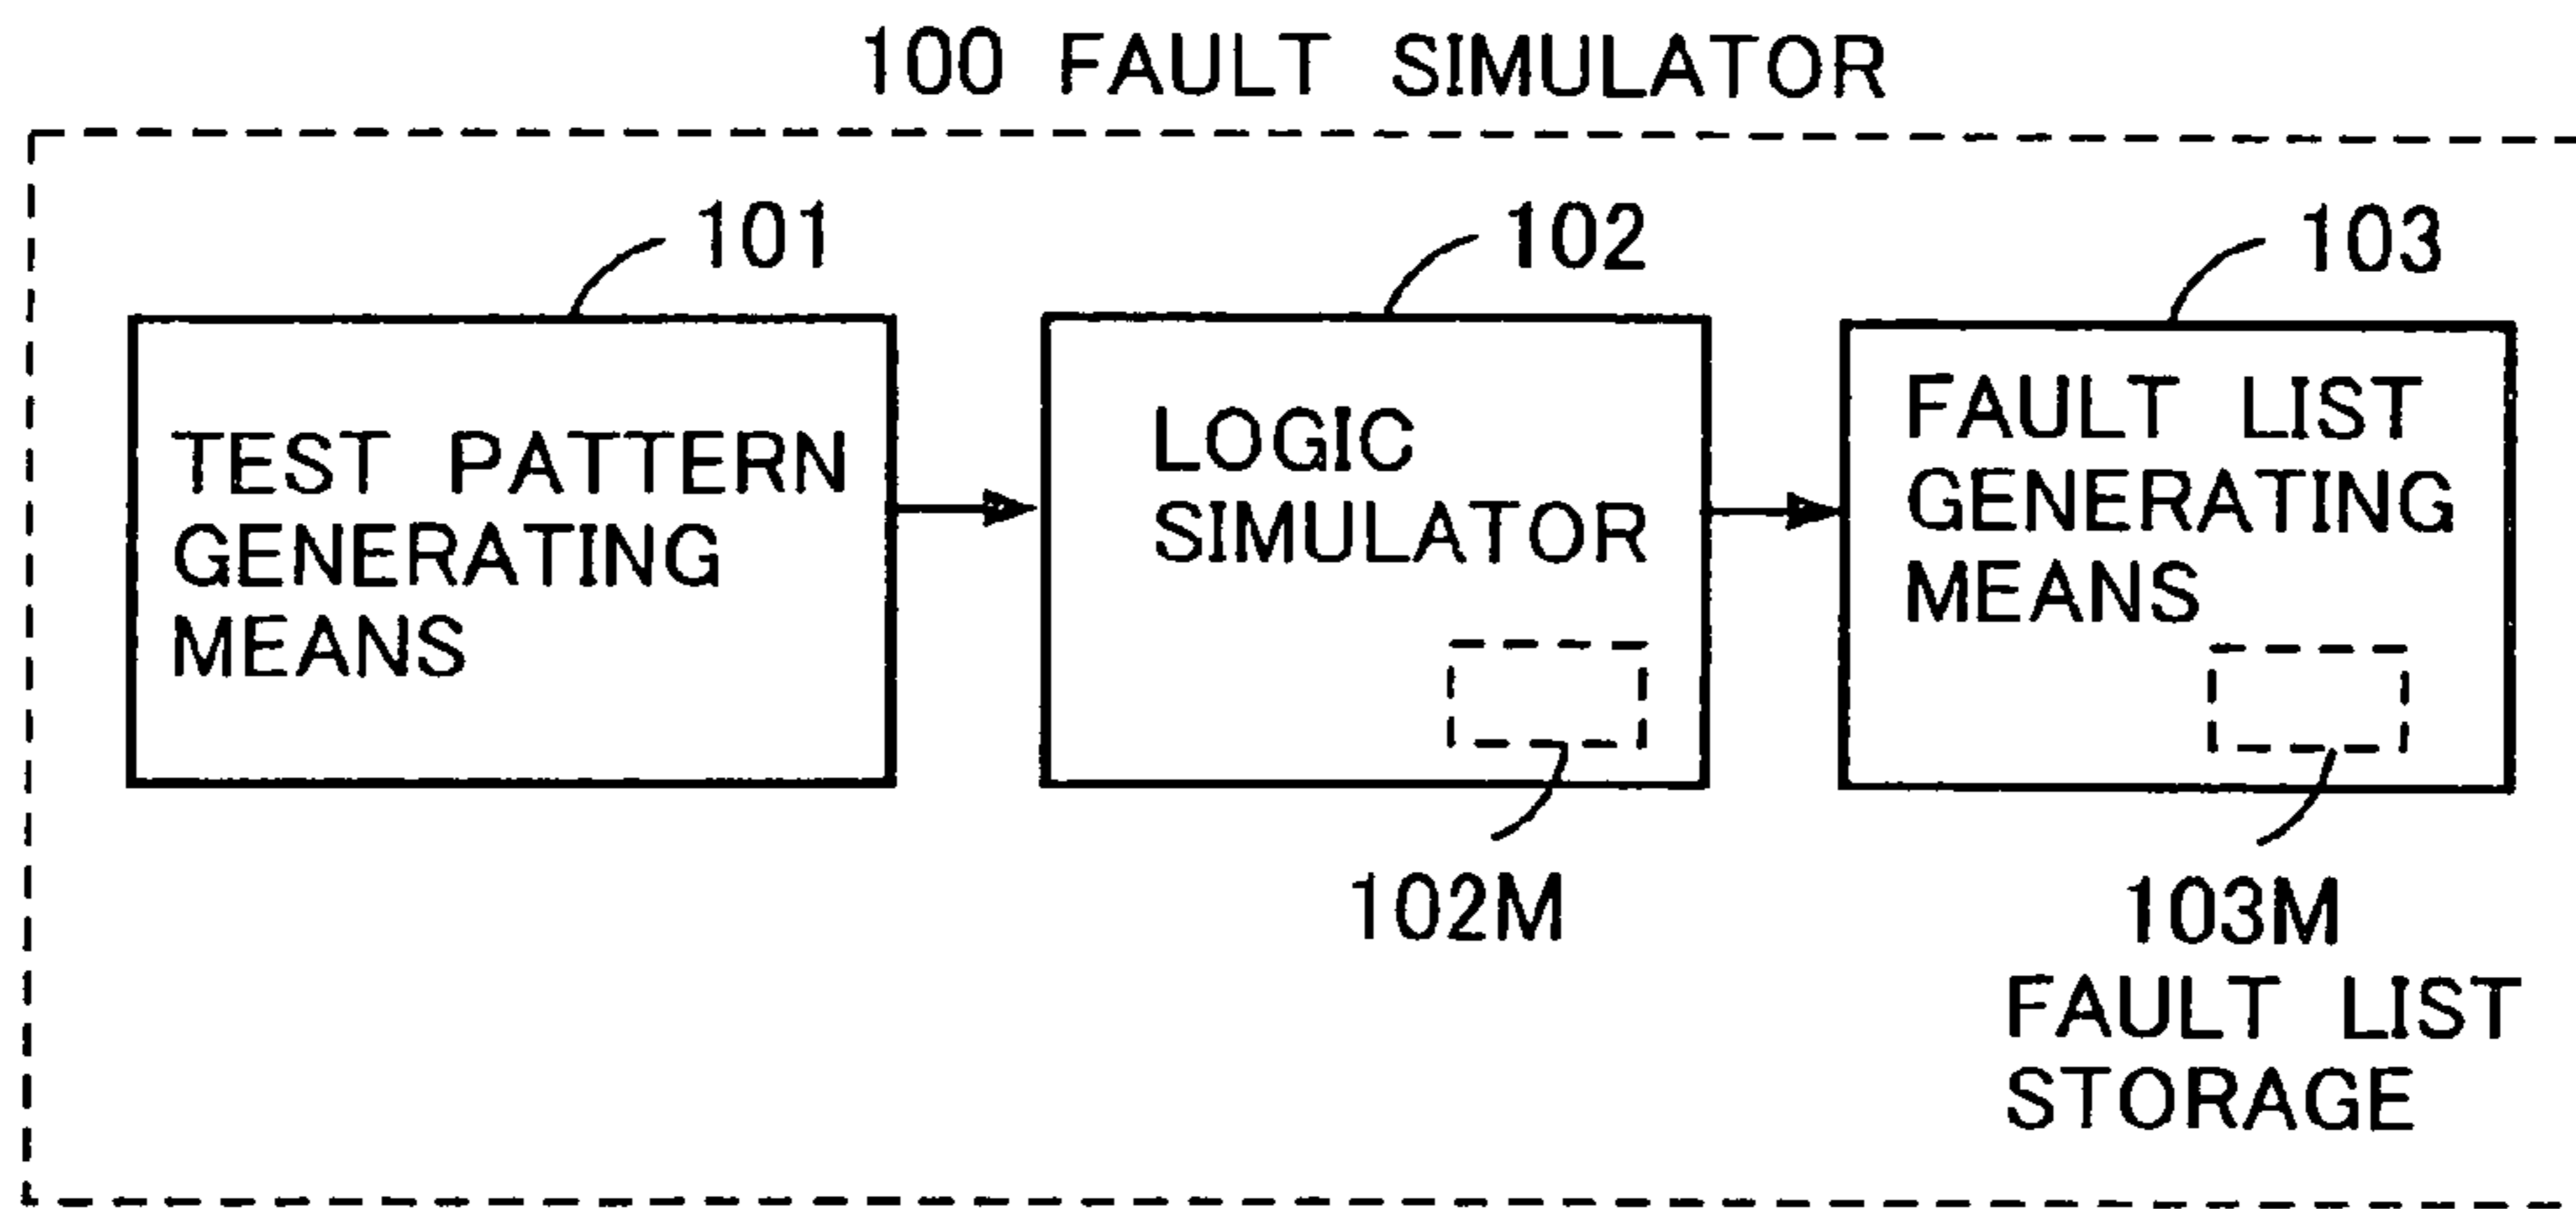 100 FAULT SIMULATOR
101
102
103
TEST PATTERN
GENERATING
MEANS
LOGIC
SIMULATOR
FAULT LIST
GENERATING
MEANS
102M
103M
FAULT LIST
STORAGE